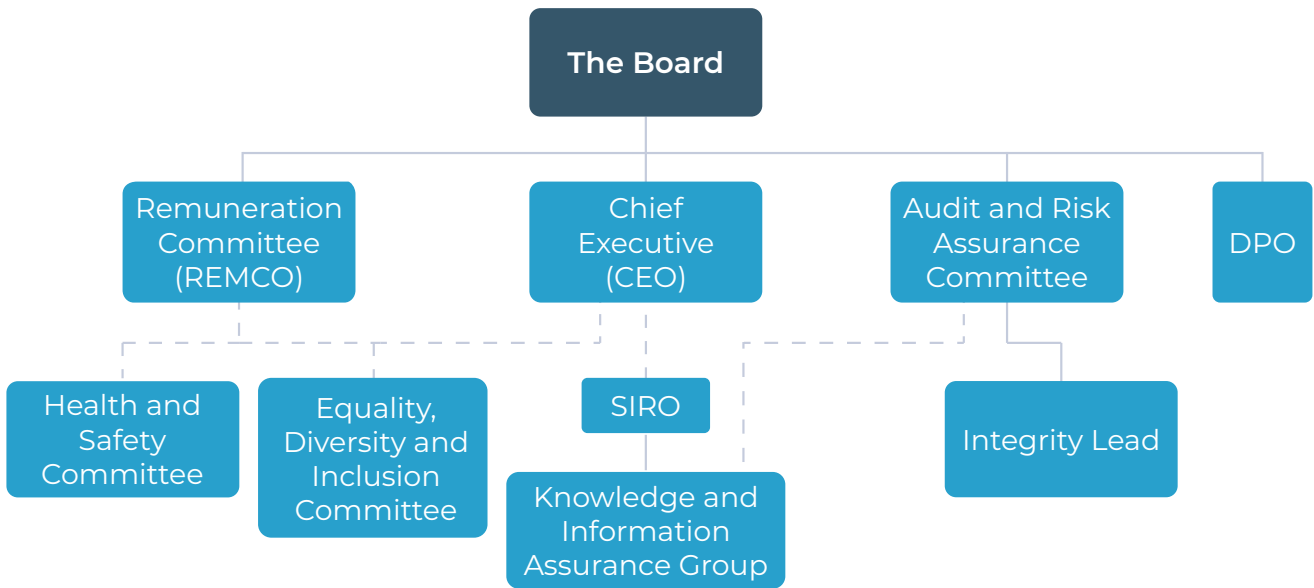 The Board
Remuneration
Committee
(REMCO)
Chief
Executive
(CEO)
Audit and Risk
Assurance
Committee
DPO
Health and
Safety
Committee
Equality,
Diversity and
Inclusion
Committee
SIRO
Knowledge and
Information
Assurance Group
Integrity Lead